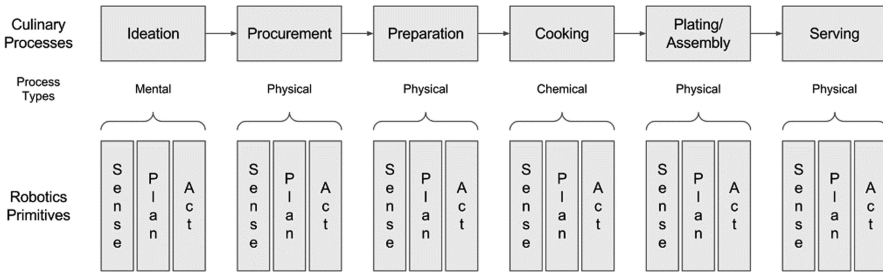 Culinary
Processes
Ideation
Procurement
Preparation
Cooking
Plating/
Assembly
Serving
Process
Types
Mental
Physical
Physical
Chemical
Physical
Physical
Robotics
Primitives
Sense
Plan
Act
Sense
Plan
Act
Sense
Plan
Act
Sense
Plan
Act
Sense
Plan
Act
Sense
Plan
Act